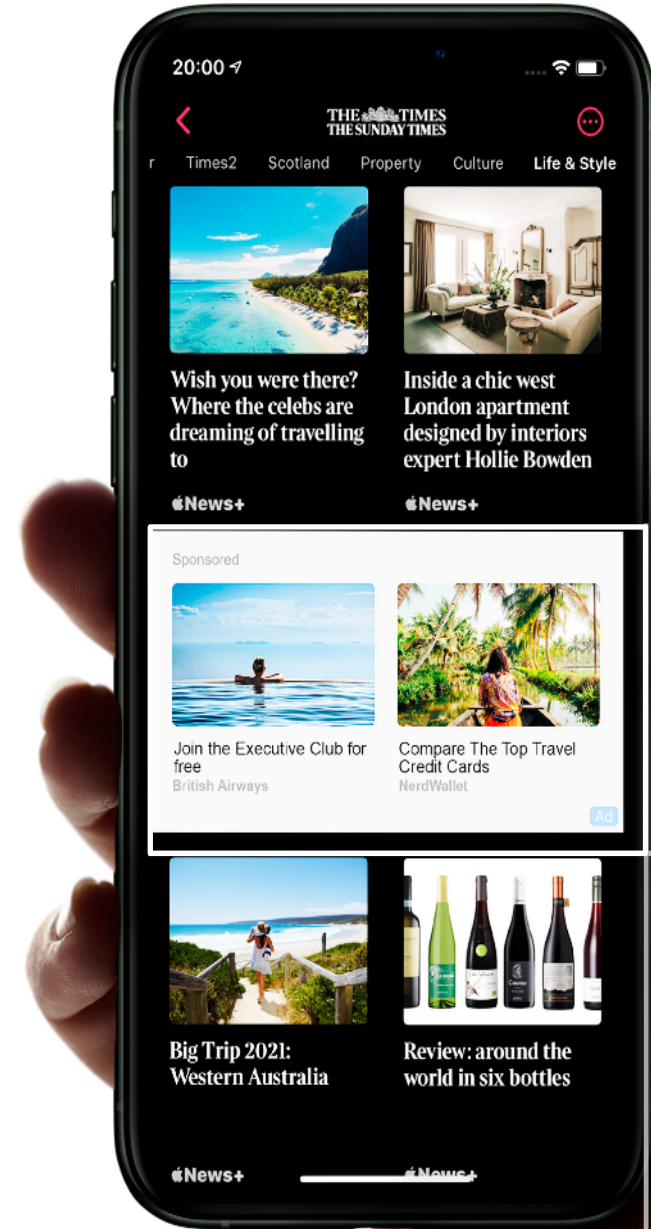 20:00
THE TIMES
THE SUNDAY TIMES
r Times2 Scotland Property Culture Life & Style
Wish you were there?
Where the celebs are
dreaming of travelling
to
News+
Inside a chic west
London apartment
designed by interiors
expert Hollie Bowden
News+
Sponsored
Join the Executive Club for
free
British Airways
Compare The Top Travel
Credit Cards
NerdWallet
Ad
Big Trip 2021:
Western Australia
News+
Review: around the
world in six bottles
News+